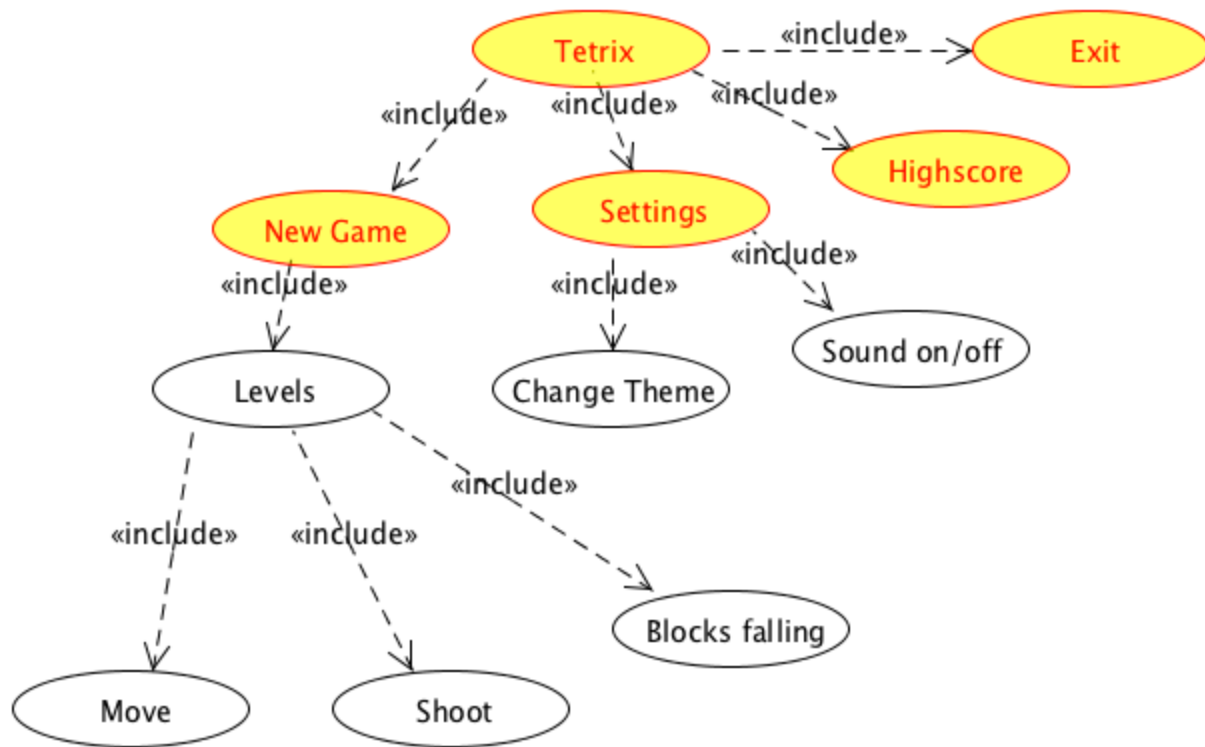 Tetrix
«include»
Exit
«include»
«include»
«include»
Highscore
New Game
Settings
«include»
«include»
«include»
Levels
Change Theme
Sound on/off
«include»
«include»
«include»
Blocks falling
Move
Shoot